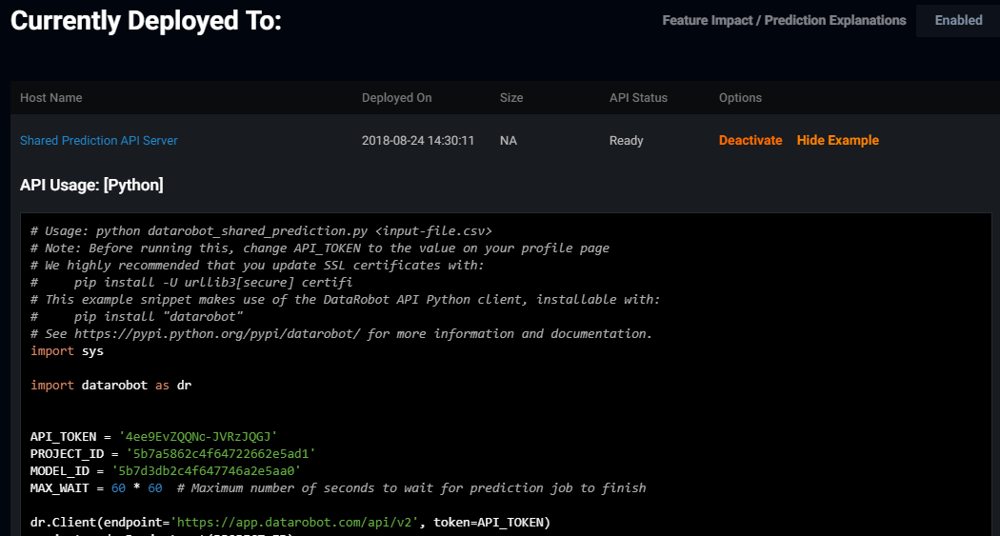 Currently Deployed To:
Feature Impact / Prediction Explanations Enabled
Host Name Deployed On Size API Status Options
Shared Prediction API Server 2018-08-24 14:30:11 NA Ready Deactivate Hide Example
API Usage: [Python]
# Usage: python datarobot_shared_prediction.py <input-file.csv>
# Note: Before running this, change API_TOKEN to the value on your profile page
# We highly recommended that you update SSL certificates with:
#     pip install -U urllib3[secure] certifi
# This example snippet makes use of the DataRobot API Python client, installable with:
#     pip install "datarobot"
# See https://pypi.python.org/pypi/datarobot/ for more information and documentation.
import sys
import datarobot as dr
API_TOKEN = '4ee9EvZQQNo-JVRzJQGJ'
PROJECT_ID = '5b7a5862c4f64722662e5ad1'
MODEL_ID = '5b7d3db2c4f647746a2e5aa0'
MAX_WAIT = 60 * 60  # Maximum number of seconds to wait for prediction job to finish
dr.Client(endpoint='https://app.datarobot.com/api/v2', token=API_TOKEN)